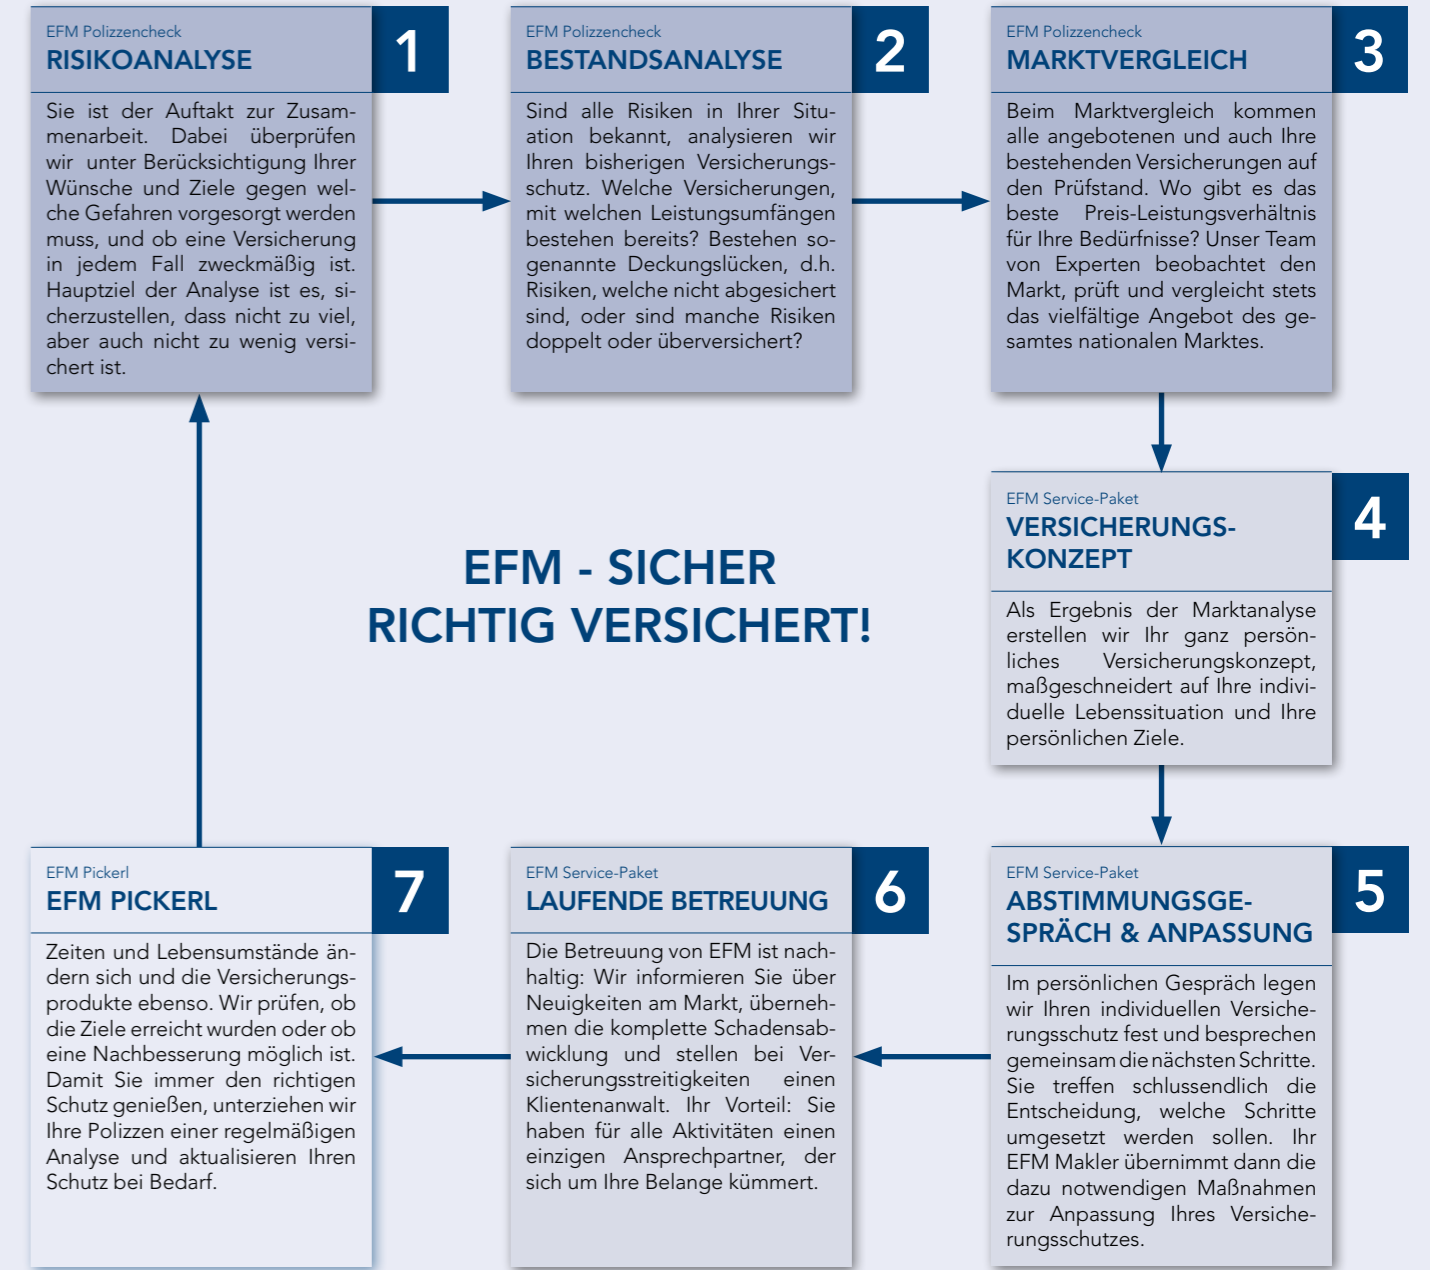 EFM Polizzencheck
RISIKOANALYSE
1
Sie ist der Auftakt zur Zusam-
menarbeit. Dabei überprüfen
wir unter Berücksichtigung Ihrer
Wünsche und Ziele gegen wel-
che Gefahren vorgesorgt werden
muss, und ob eine Versicherung
in jedem Fall zweckmäßig ist.
Hauptziel der Analyse ist es, si-
cherzustellen, dass nicht zu viel,
aber auch nicht zu wenig versi-
chert ist.
EFM Polizzencheck
BESTANDSANALYSE
2
Sind alle Risiken in Ihrer Situ-
ation bekannt, analysieren wir
Ihren bisherigen Versicherungs-
schutz. Welche Versicherungen,
mit welchen Leistungsumfängen
bestehen bereits? Bestehen so-
genannte Deckungslücken, d.h.
Risiken, welche nicht abgesichert
sind, oder sind manche Risiken
doppelt oder überversichert?
EFM Polizzencheck
MARKTVERGLEICH
3
Beim Marktvergleich kommen
alle angebotenen und auch Ihre
bestehenden Versicherungen auf
den Prüfstand. Wo gibt es das
beste Preis-Leistungsverhältnis
für Ihre Bedürfnisse? Unser Team
von Experten beobachtet den
Markt, prüft und vergleicht stets
das vielfältige Angebot des ge-
samtes nationalen Marktes.
EFM - SICHER
RICHTIG VERSICHERT!
EFM Service-Paket
VERSICHERUNGS-
KONZEPT
4
Als Ergebnis der Marktanalyse
erstellen wir Ihr ganz persön-
liches Versicherungskonzept,
maßgeschneidert auf Ihre indivi-
duelle Lebenssituation und Ihre
persönlichen Ziele.
EFM Service-Paket
ABSTIMMUNGSGE-
SPRÄCH & ANPASSUNG
5
Im persönlichen Gespräch legen
wir Ihren individuellen Versiche-
rungsschutz fest und besprechen
gemeinsam die nächsten Schritte.
Sie treffen schlussendlich die
Entscheidung, welche Schritte
umgesetzt werden sollen. Ihr
EFM Makler übernimmt dann die
dazu notwendigen Maßnahmen
zur Anpassung Ihres Versiche-
rungsschutzes.
EFM Service-Paket
LAUFENDE BETREUUNG
6
Die Betreuung von EFM ist nach-
haltig: Wir informieren Sie über
Neuigkeiten am Markt, überneh-
men die komplette Schadensab-
wicklung und stellen bei Ver-
sicherungsstreitigkeiten einen
Klientenanwalt. Ihr Vorteil: Sie
haben für alle Aktivitäten einen
einzigen Ansprechpartner, der
sich um Ihre Belange kümmert.
EFM Pickerl
EFM PICKERL
7
Zeiten und Lebensumstände än-
dern sich und die Versicherungs-
produkte ebenso. Wir prüfen, ob
die Ziele erreicht wurden oder ob
eine Nachbesserung möglich ist.
Damit Sie immer den richtigen
Schutz genießen, unterziehen wir
Ihre Polizzen einer regelmäßigen
Analyse und aktualisieren Ihren
Schutz bei Bedarf.